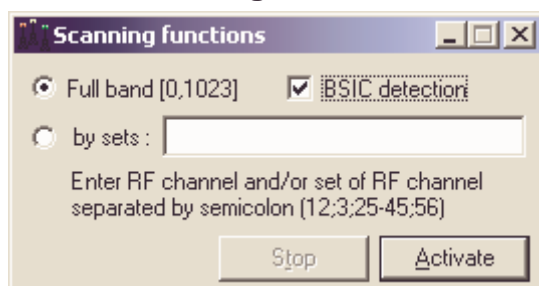 Scanning functions
Full band [0,1023] BSIC detection
by sets :
Enter RF channel and/or set of RF channel
separated by semicolon (12;3;25-45;56)
Stop Activate